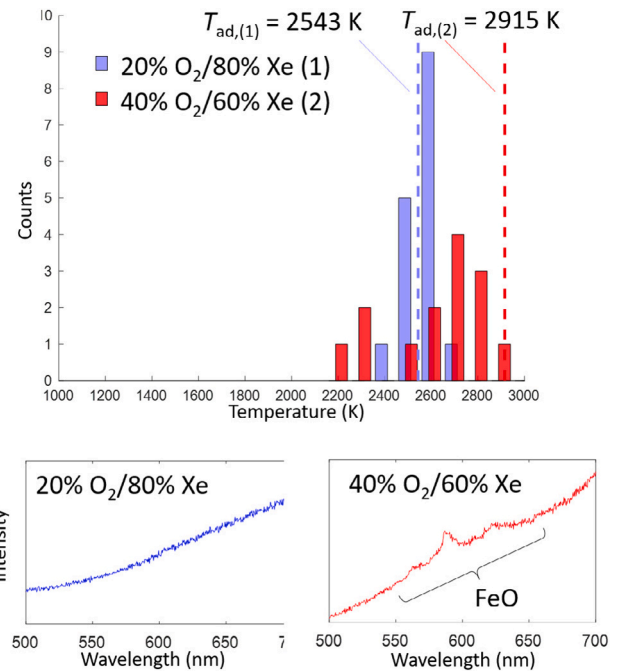 T_ad,(1) = 2543 K
T_ad,(2) = 2915 K
20% O₂/80% Xe (1)
40% O₂/60% Xe (2)
Counts
10
9
8
7
6
5
4
3
2
1
0
1000 1200 1400 1600 1800 2000 2200 2400 2600 2800 3000
Temperature (K)
20% O₂/80% Xe
500 550 600 650
Wavelength (nm)
40% O₂/60% Xe
FeO
500 550 600 650 700
Wavelength (nm)